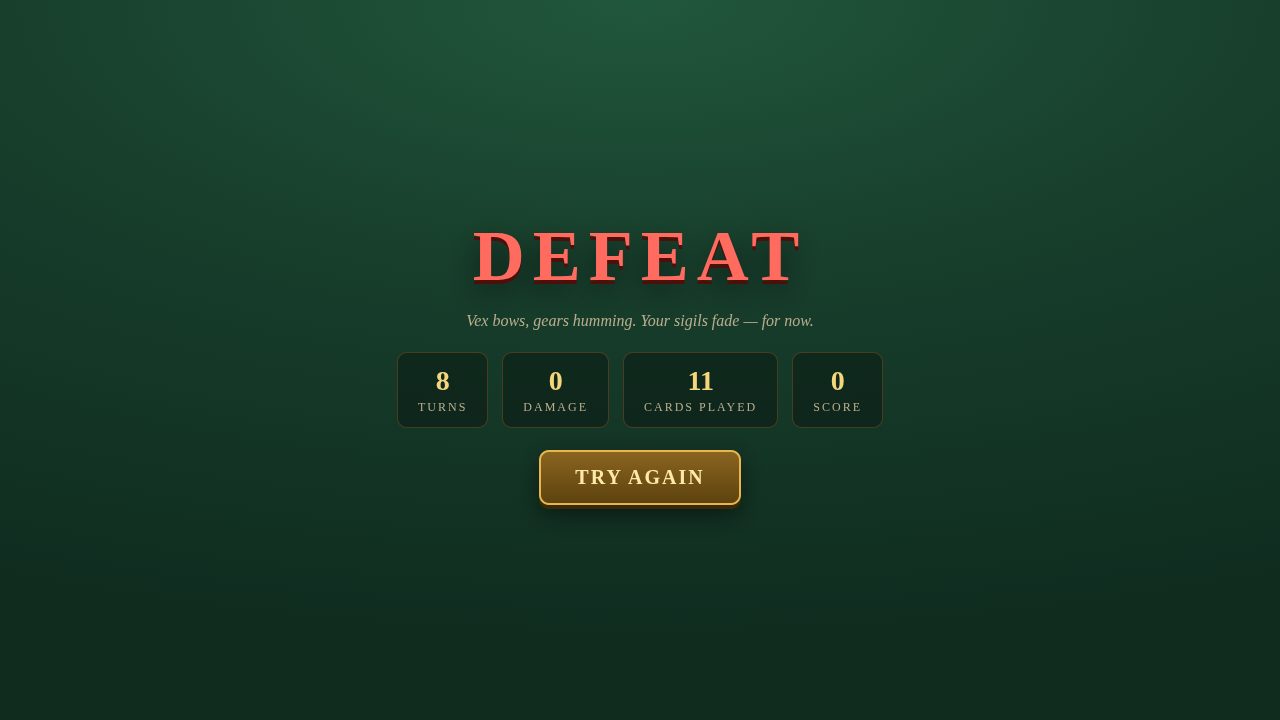 DEFEAT
Vex bows, gears humming. Your sigils fade — for now.
8 0 11 0
TURNS DAMAGE CARDS PLAYED SCORE
TRY AGAIN